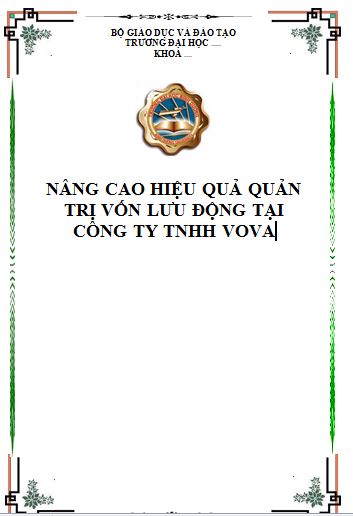 BỘ GIÁO DỤC VÀ ĐÀO TẠO
TRƯỜNG ĐẠI HỌC .....
KHOA ....
NÂNG CAO HIỆU QUẢ QUẢN
TRỊ VỐN LƯU ĐỘNG TẠI
CÔNG TY TNHH VOVA